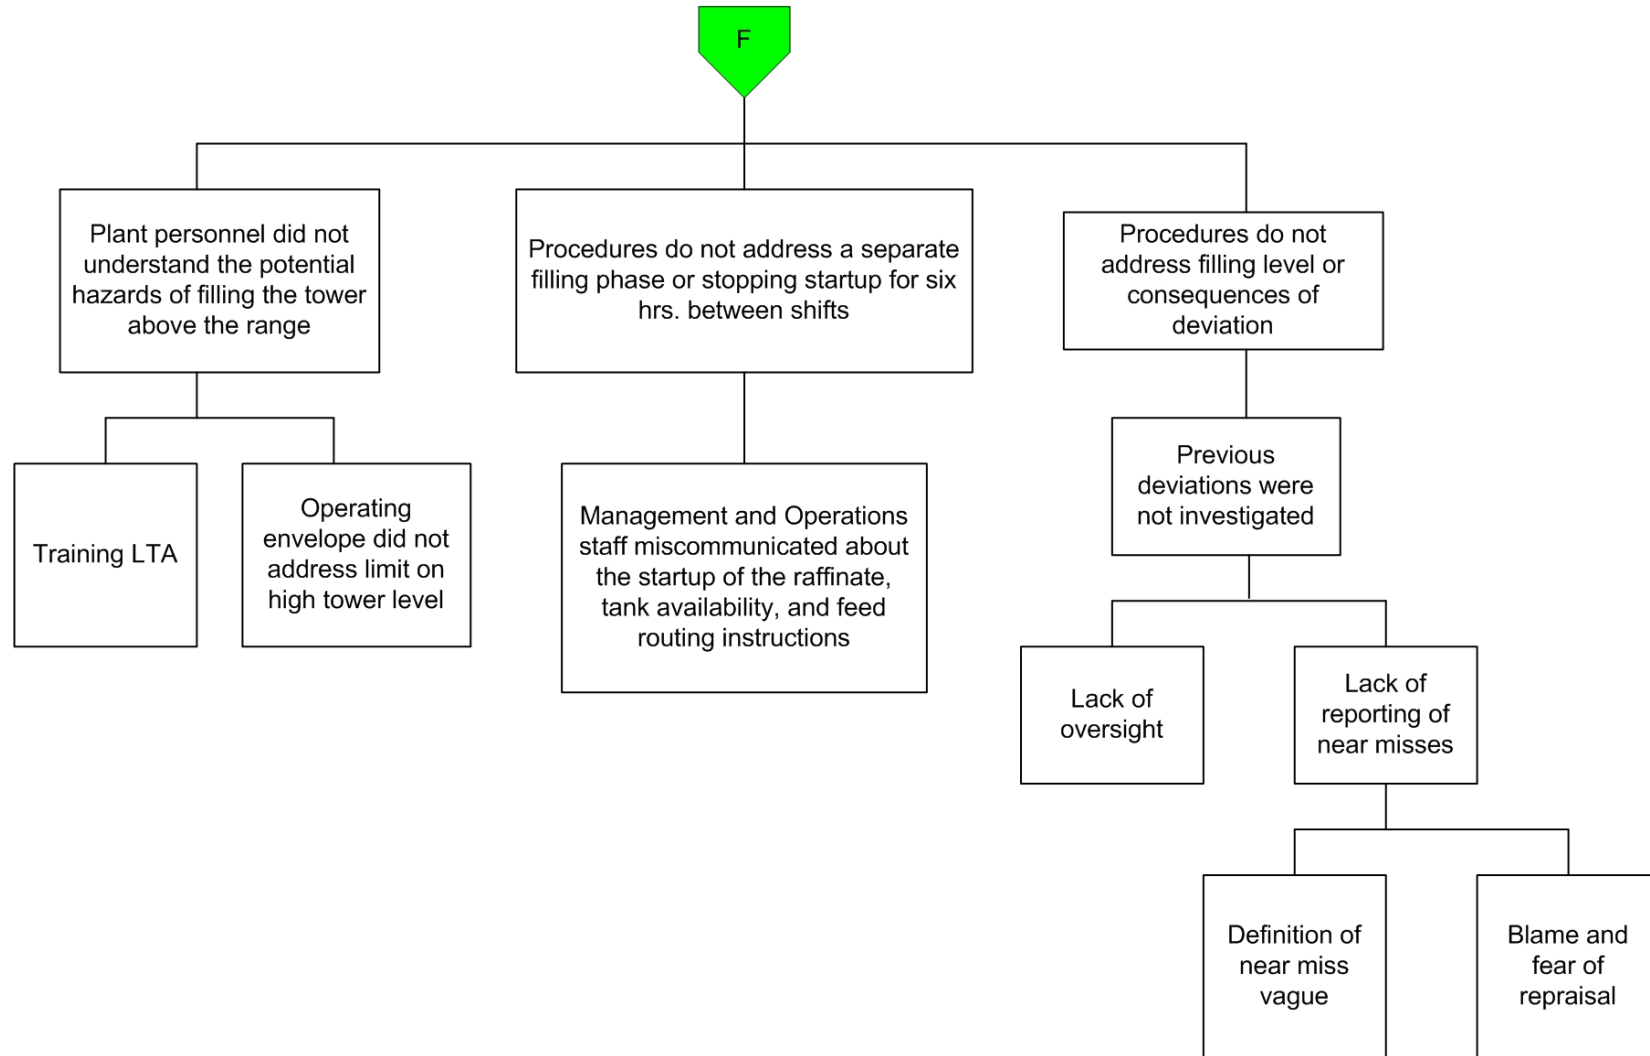 F
Plant personnel did not
understand the potential
hazards of filling the tower
above the range
Procedures do not address a separate
filling phase or stopping startup for six
hrs. between shifts
Procedures do not
address filling level or
consequences of
deviation
Training LTA
Operating
envelope did not
address limit on
high tower level
Management and Operations
staff miscommunicated about
the startup of the raffinate,
tank availability, and feed
routing instructions
Previous
deviations were
not investigated
Lack of
oversight
Lack of
reporting of
near misses
Definition of
near miss
vague
Blame and
fear of
repraisal